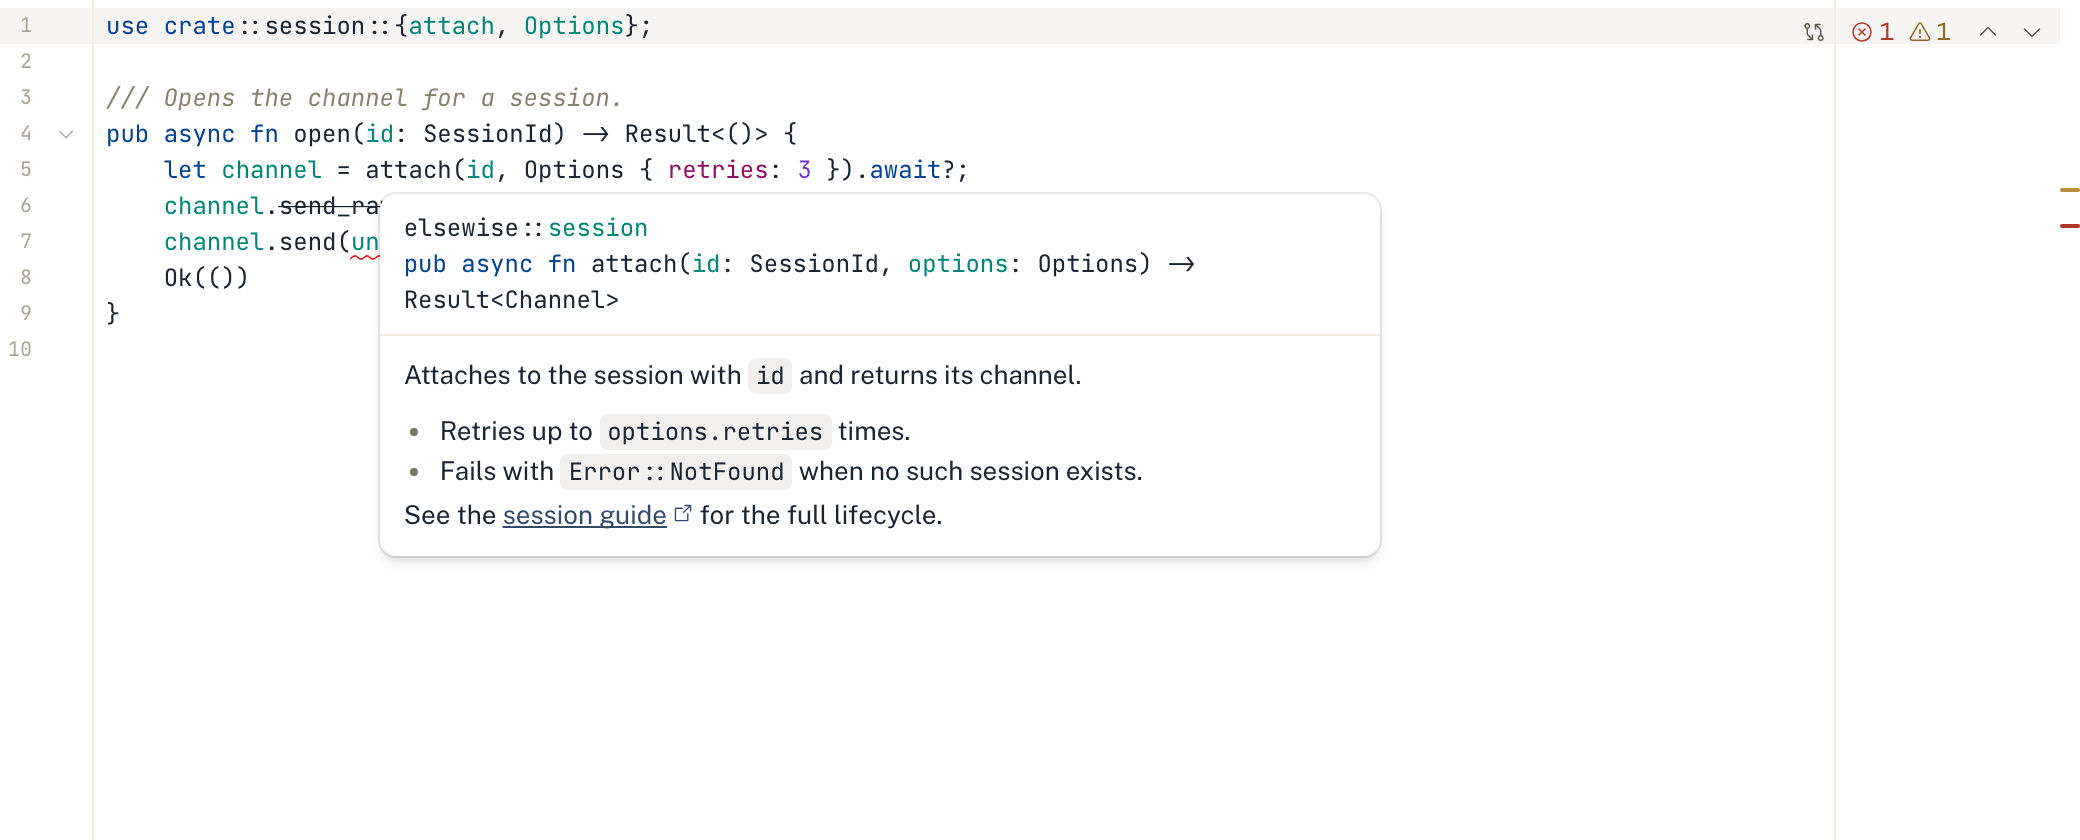 1 use crate::session::{attach, Options};
2
3 /// Opens the channel for a session.
4 pub async fn open(id: SessionId) -> Result<()> {
5 let channel = attach(id, Options { retries: 3 }).await?;
6 channel.send_ra
7 channel.send(un
8 Ok(())
9 }
10
1 1
elsewise::session
pub async fn attach(id: SessionId, options: Options) ->
Result<Channel>
Attaches to the session with id and returns its channel.
• Retries up to options.retries times.
• Fails with Error::NotFound when no such session exists.
See the session guide for the full lifecycle.